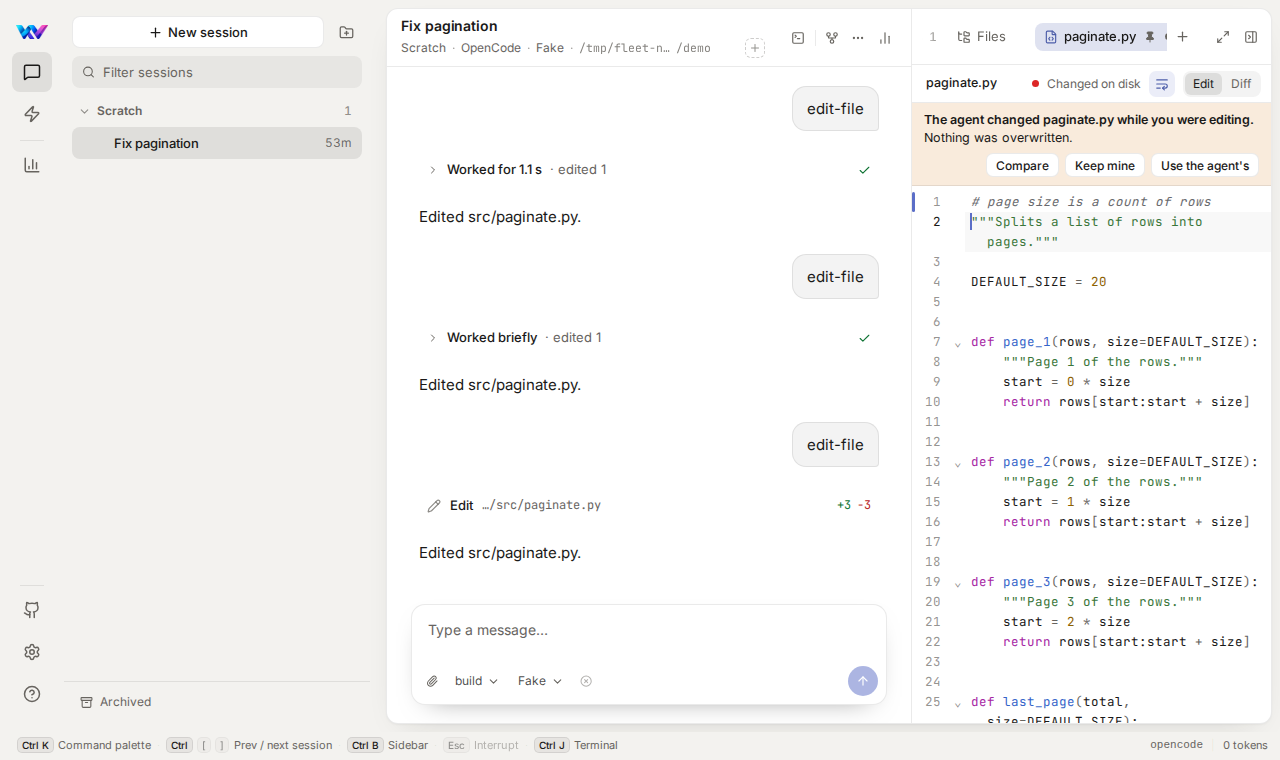 New session
Filter sessions
Scratch 1
Fix pagination 53m
Archived
Fix pagination
Scratch · OpenCode · Fake · /tmp/fleet-n… /demo
edit-file
Worked for 1.1 s · edited 1
Edited src/paginate.py.
edit-file
Worked briefly · edited 1
Edited src/paginate.py.
edit-file
Edit …/src/paginate.py +3 -3
Edited src/paginate.py.
Type a message...
build Fake
1 Files paginate.py
paginate.py Changed on disk Edit Diff
The agent changed paginate.py while you were editing.
Nothing was overwritten.
Compare Keep mine Use the agent's
1 # page size is a count of rows
2 """Splits a list of rows into
pages."""
3
4 DEFAULT_SIZE = 20
5
6
7 def page_1(rows, size=DEFAULT_SIZE):
8 """Page 1 of the rows."""
9 start = 0 * size
10 return rows[start:start + size]
11
12
13 def page_2(rows, size=DEFAULT_SIZE):
14 """Page 2 of the rows."""
15 start = 1 * size
16 return rows[start:start + size]
17
18
19 def page_3(rows, size=DEFAULT_SIZE):
20 """Page 3 of the rows."""
21 start = 2 * size
22 return rows[start:start + size]
23
24
25 def last_page(total,
size=DEFAULT_SIZE):
Ctrl K Command palette Ctrl [ ] Prev / next session Ctrl B Sidebar Esc Interrupt Ctrl J Terminal opencode 0 tokens